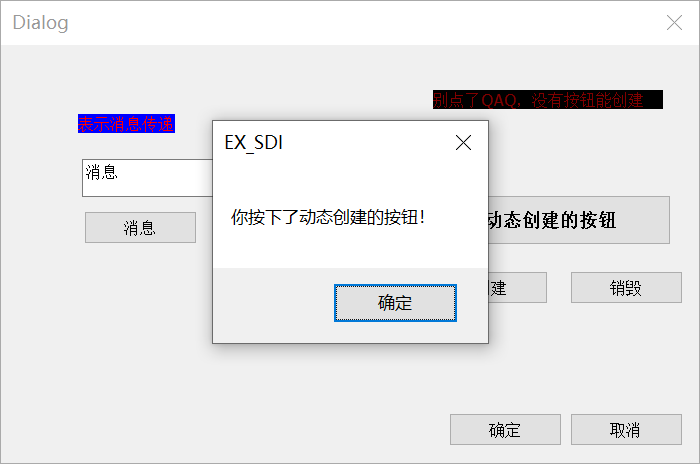 Dialog
别点了QAQ，没有按钮能创建
表示消息传递
EX_SDI
消息
你按下了动态创建的按钮！
动态创建的按钮
消息
建
销毁
确定
确定
取消